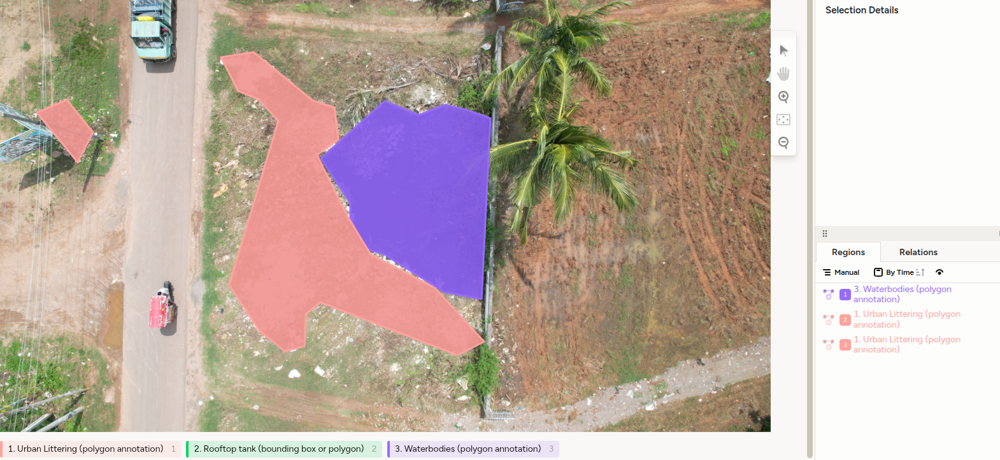 Selection Details
Regions
Relations
Manual
By Time
1
3. Waterbodies (polygon
annotation)
2
1. Urban Littering (polygon
annotation)
3
1. Urban Littering (polygon
annotation)
1. Urban Littering (polygon annotation) 1
2. Rooftop tank (bounding box or polygon) 2
3. Waterbodies (polygon annotation) 3